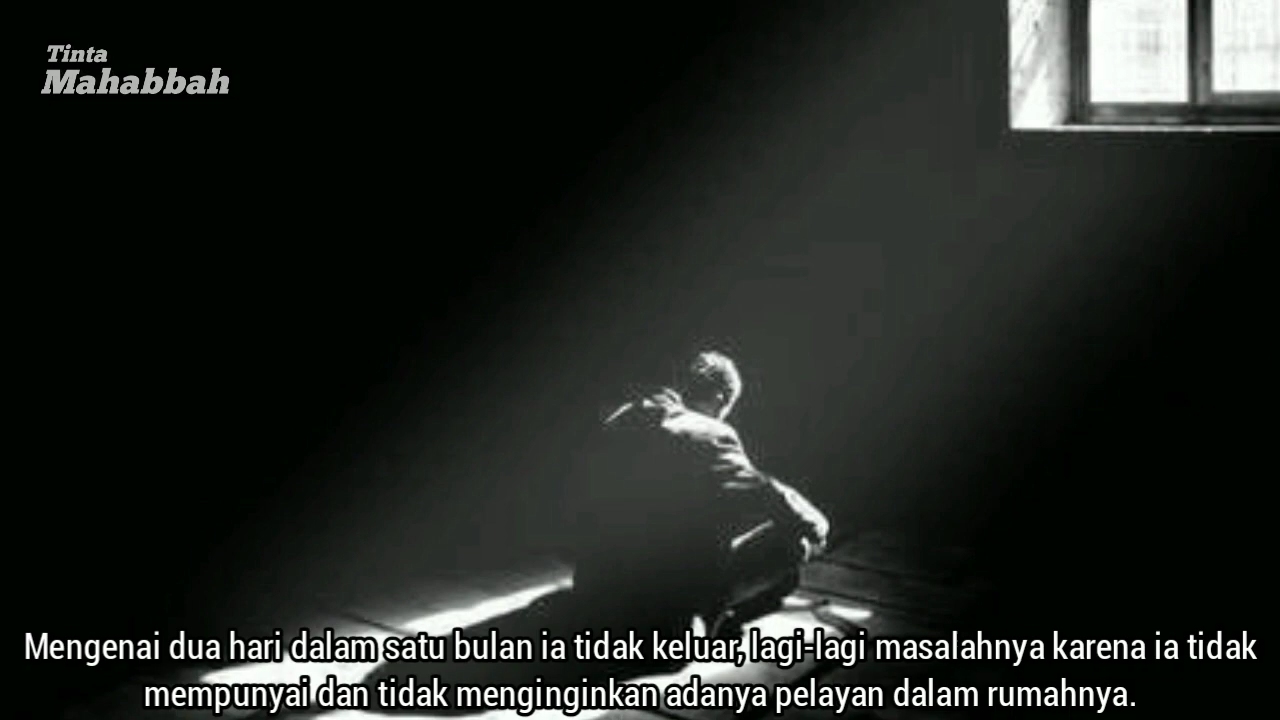 Tinta
Mahabbah
Mengenai dua hari dalam satu bulan ia tidak keluar, lagi-lagi masalahnya karena ia tidak
mempunyai dan tidak menginginkan adanya pelayan dalam rumahnya.